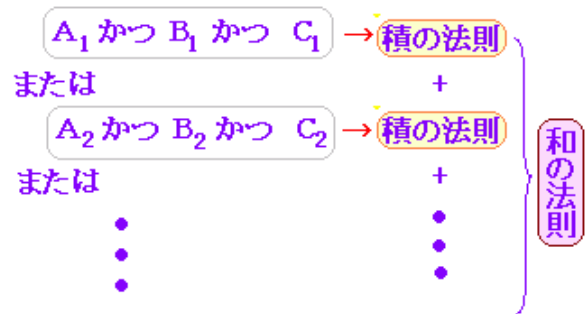 A₁ かつ B₁ かつ C₁ → 積の法則
または +
A₂ かつ B₂ かつ C₂ → 積の法則
または +
和の法則